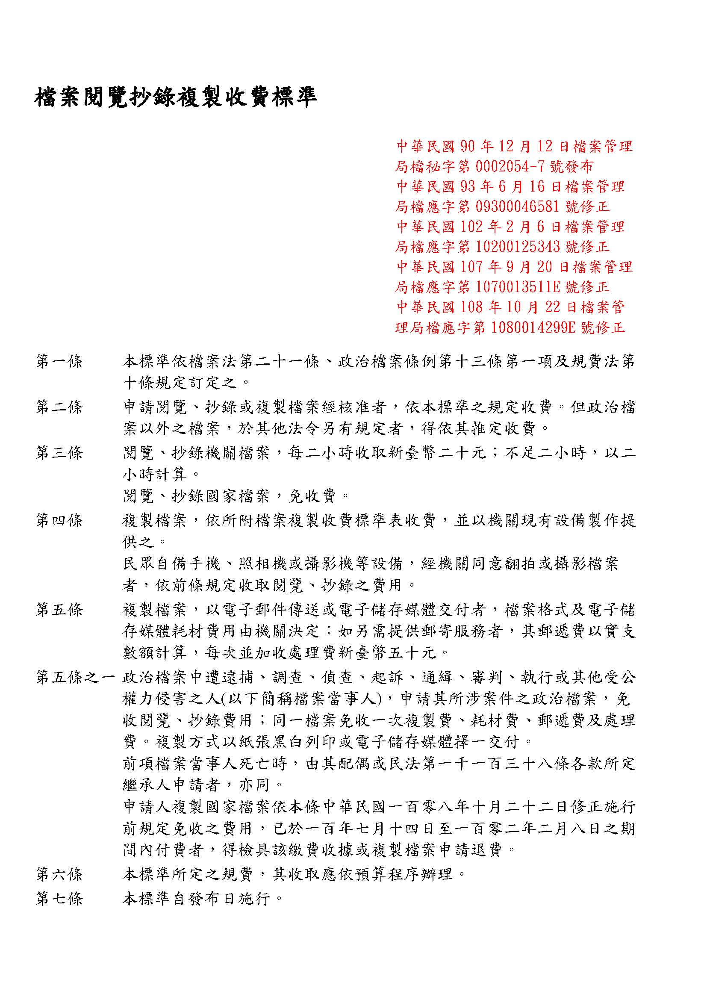 檔案閱覽抄錄複製收費標準
中華民國 90 年 12 月 12 日檔案管理
局檔秘字第 0002054-7 號發布
中華民國 93 年 6 月 16 日檔案管理
局檔應字第 09300046581 號修正
中華民國 102 年 2 月 6 日檔案管理
局檔應字第 10200125343 號修正
中華民國 107 年 9 月 20 日檔案管理
局檔應字第 1070013511E 號修正
中華民國 108 年 10 月 22 日檔案管
理局檔應字第 1080014299E 號修正
第一條 本標準依檔案法第二十一條、政治檔案條例第十三條第一項及規費法第
十條規定訂定之。
第二條 申請閱覽、抄錄或複製檔案經核准者，依本標準之規定收費。但政治檔
案以外之檔案，於其他法令另有規定者，得依其推定收費。
第三條 閱覽、抄錄機關檔案，每二小時收取新臺幣二十元；不足二小時，以二
小時計算。
閱覽、抄錄國家檔案，免收費。
第四條 複製檔案，依所附檔案複製收費標準表收費，並以機關現有設備製作提
供之。
民眾自備手機、照相機或攝影機等設備，經機關同意翻拍或攝影檔案
者，依前條規定收取閱覽、抄錄之費用。
第五條 複製檔案，以電子郵件傳送或電子儲存媒體交付者，檔案格式及電子儲
存媒體耗材費用由機關決定；如另需提供郵寄服務者，其郵遞費以實支
數額計算，每次並加收處理費新臺幣五十元。
第五條之一 政治檔案中遭逮捕、調查、偵查、起訴、通緝、審判、執行或其他受公
權力侵害之人(以下簡稱檔案當事人)，申請其所涉案件之政治檔案，免
收閱覽、抄錄費用；同一檔案免收一次複製費、耗材費、郵遞費及處理
費。複製方式以紙張黑白列印或電子儲存媒體擇一交付。
前項檔案當事人死亡時，由其配偶或民法第一千一百三十八條各款所定
繼承人申請者，亦同。
申請人複製國家檔案依本條中華民國一百零八年十月二十二日修正施行
前規定免收之費用，已於一百年七月十四日至一百零二年二月八日之期
間內付費者，得檢具該繳費收據或複製檔案申請退費。
第六條 本標準所定之規費，其收取應依預算程序辦理。
第七條 本標準自發布日施行。